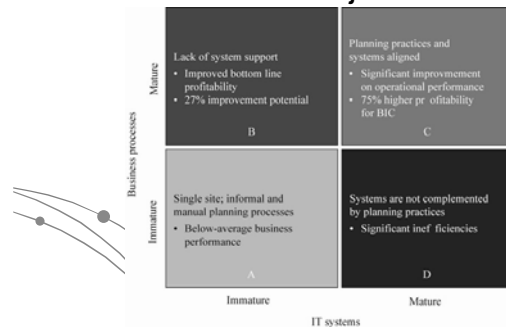 Lack of system support
• Improved bottom line
profitability
• 27% improvement potential
B
Planning practices and
systems aligned
• Significant improvmement
on operational performance
• 75% higher pr ofitability
for BIC
C
Single site; informal and
manual planning processes
• Below-average business
performance
A
Systems are not complemented
by planning practices
• Significant inef ficiencies
D
Business processes
Mature
Immature
Immature
Mature
IT systems